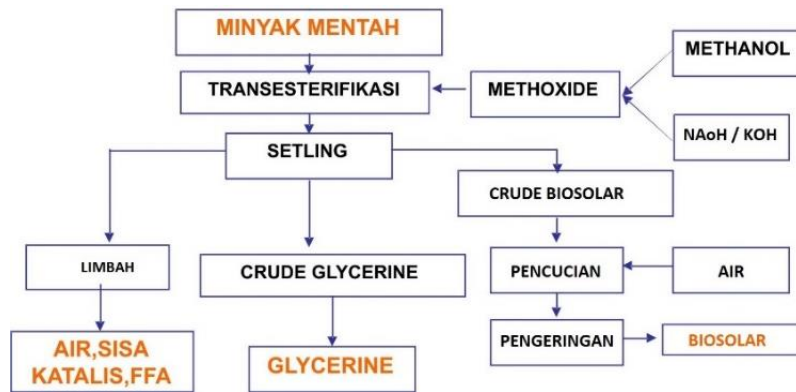 MINYAK MENTAH
METHANOL
TRANSESTERIFIKASI
METHOXIDE
NAoH / KOH
SETLING
CRUDE BIOSOLAR
LIMBAH
CRUDE GLYCERINE
PENCUCIAN
AIR
AIR,SISA
KATALIS,FFA
GLYCERINE
PENGERINGAN
BIOSOLAR